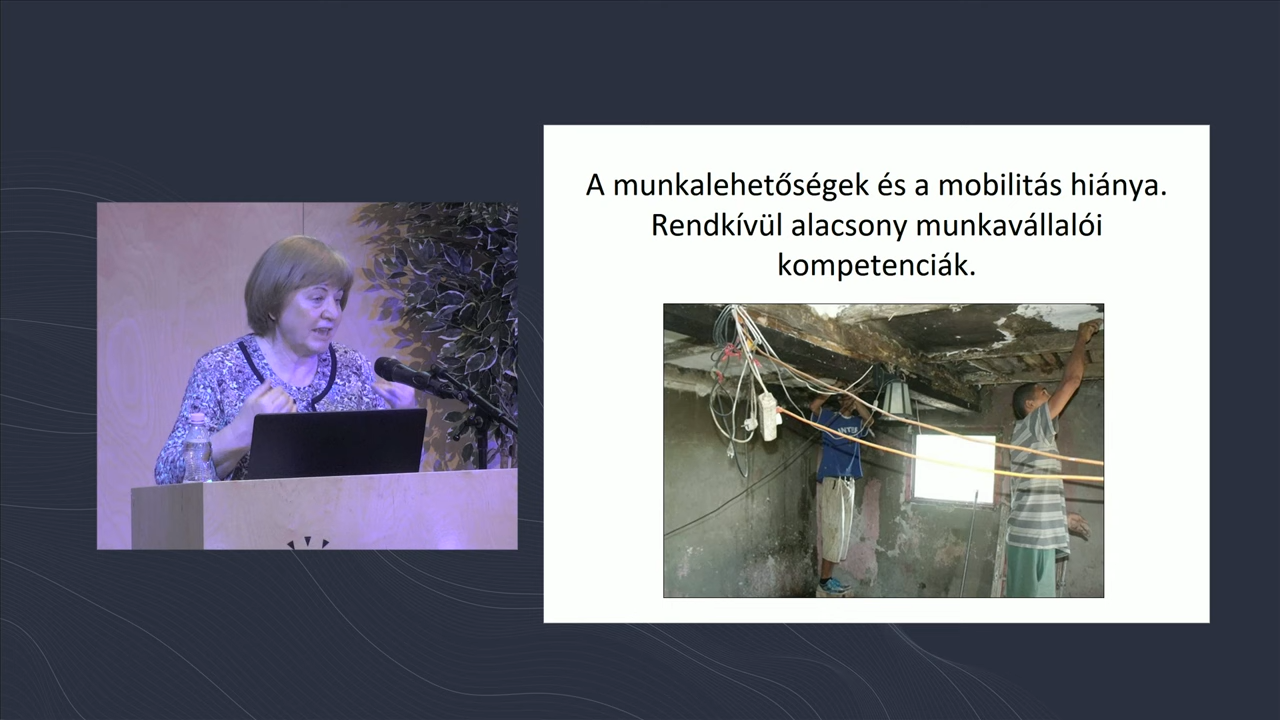 A munkalehetőségek és a mobilitás hiánya.
Rendkívül alacsony munkavállalói
kompetenciák.